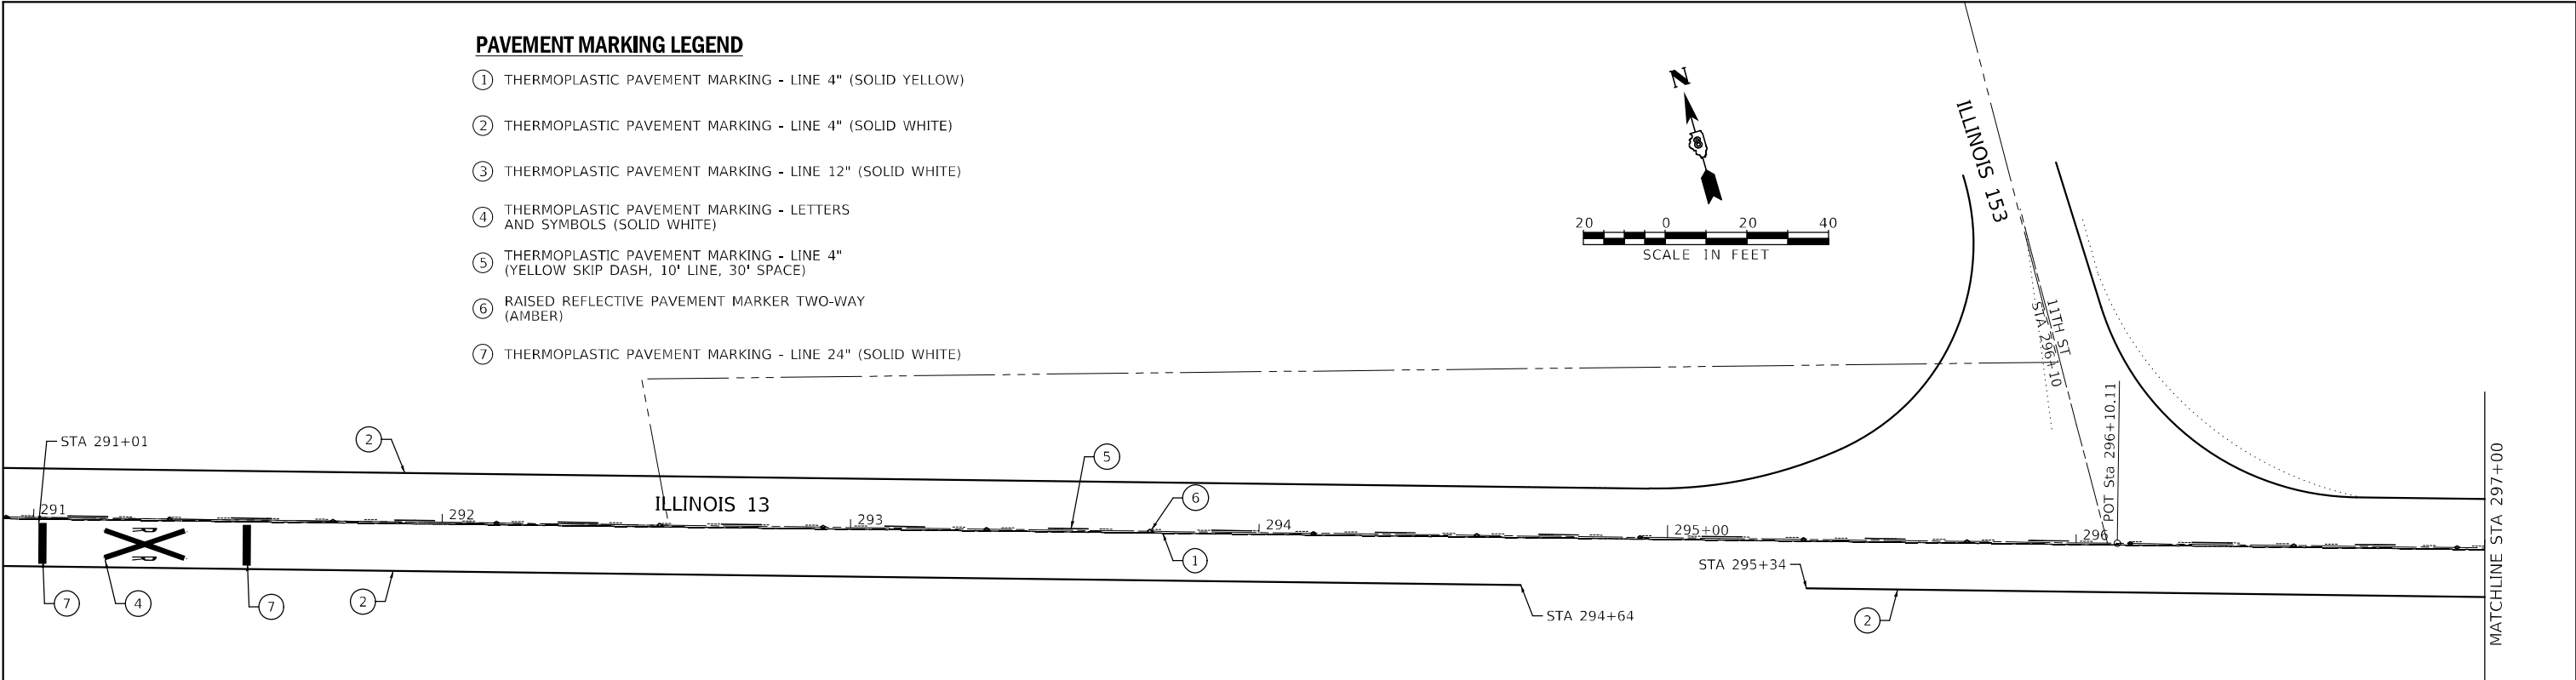 PAVEMENT MARKING LEGEND
1 THERMOPLASTIC PAVEMENT MARKING - LINE 4" (SOLID YELLOW)
2 THERMOPLASTIC PAVEMENT MARKING - LINE 4" (SOLID WHITE)
3 THERMOPLASTIC PAVEMENT MARKING - LINE 12" (SOLID WHITE)
4 THERMOPLASTIC PAVEMENT MARKING - LETTERS
AND SYMBOLS (SOLID WHITE)
5 THERMOPLASTIC PAVEMENT MARKING - LINE 4"
(YELLOW SKIP DASH, 10' LINE, 30' SPACE)
6 RAISED REFLECTIVE PAVEMENT MARKER TWO-WAY
(AMBER)
7 THERMOPLASTIC PAVEMENT MARKING - LINE 24" (SOLID WHITE)
N
8
20 0 20 40
SCALE IN FEET
ILLINOIS 153
11TH ST
STA 296+10
POT Sta 296+10.11
MATCHLINE STA 297+00
STA 291+01
2
5
6
ILLINOIS 13
291
292
293
294
295+00
296
R R
1
STA 295+34
7
4
7
2
STA 294+64
2